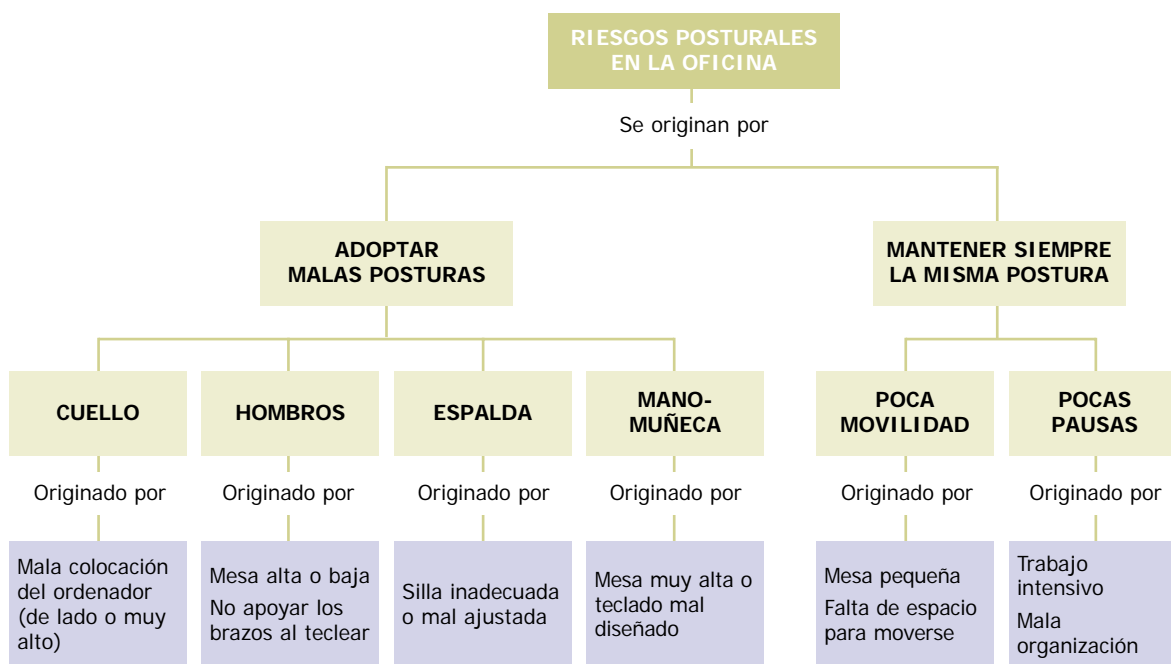 RIESGOS POSTURALES
EN LA OFICINA
Se originan por
ADOPTAR
MALAS POSTURAS
MANTENER SIEMPRE
LA MISMA POSTURA
CUELLO
HOMBROS
ESPALDA
MANO-
MUÑECA
POCA
MOVILIDAD
POCAS
PAUSAS
Originado por
Originado por
Originado por
Originado por
Originado por
Originado por
Mala colocación
del ordenador
(de lado o muy
alto)
Mesa alta o baja
No apoyar los
brazos al teclear
Silla inadecuada
o mal ajustada
Mesa muy alta o
teclado mal
diseñado
Mesa pequeña
Falta de espacio
para moverse
Trabajo
intensivo
Mala
organización